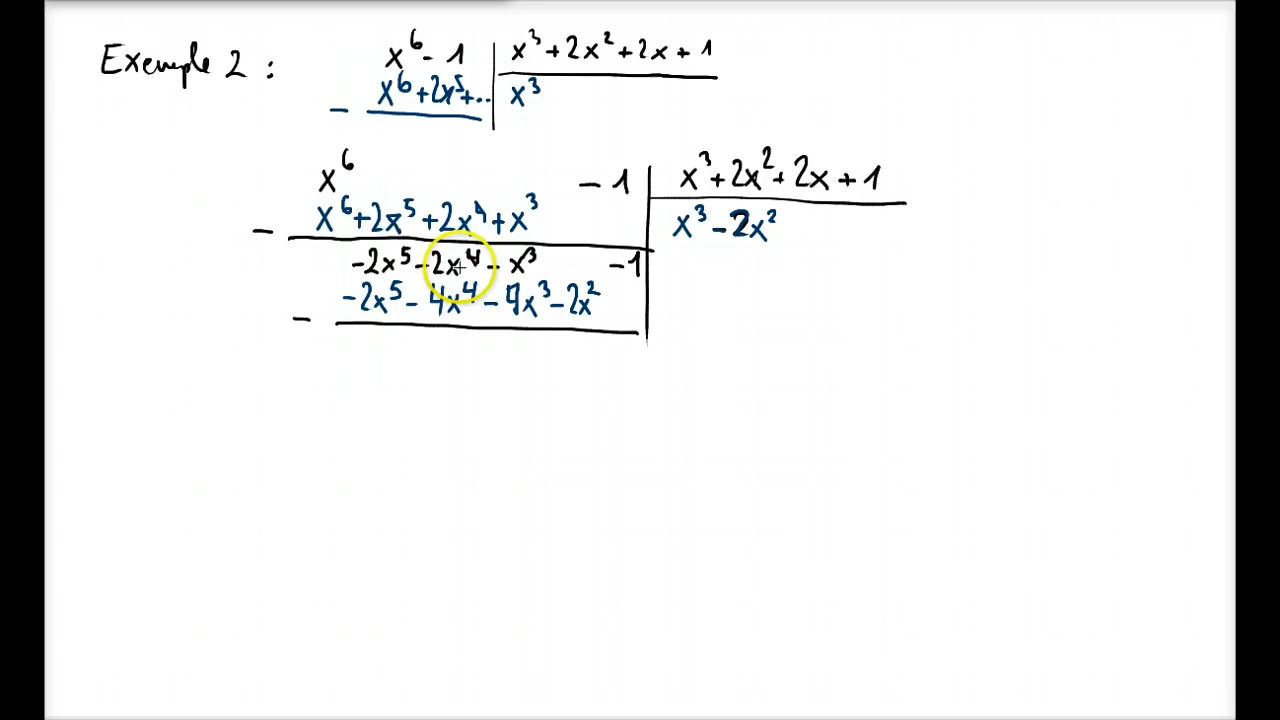 Exemple 2 : x⁶ - 1 | x³ + 2x² + 2x + 1
- x⁶ + 2x⁵ + .. | x³
x⁶ - 1 | x³ + 2x² + 2x + 1
- x⁶ + 2x⁵ + 2x⁴ + x³ | x³ - 2x²
-2x⁵ - 2x⁴ - x³ - 1
- -2x⁵ - 4x⁴ - 4x³ - 2x²